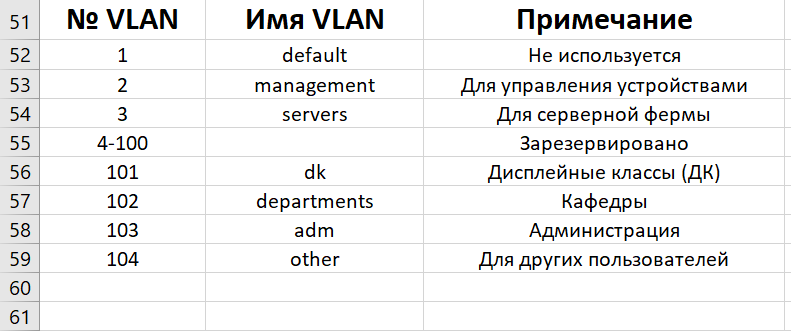 51 № VLAN Имя VLAN Примечание
52 1 default Не используется
53 2 management Для управления устройствами
54 3 servers Для серверной фермы
55 4-100 Зарезервировано
56 101 dk Дисплейные классы (ДК)
57 102 departments Кафедры
58 103 adm Администрация
59 104 other Для других пользователей
60
61